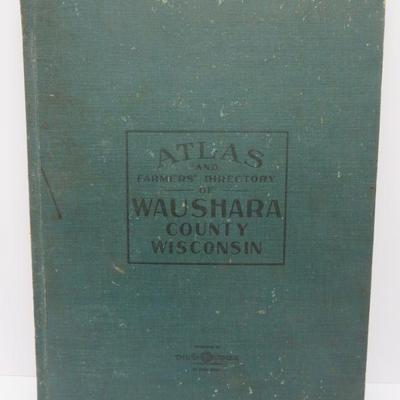 ATLAS
AND
FARMERS' DIRECTORY
OF
WAUSHARA
COUNTY
WISCONSIN